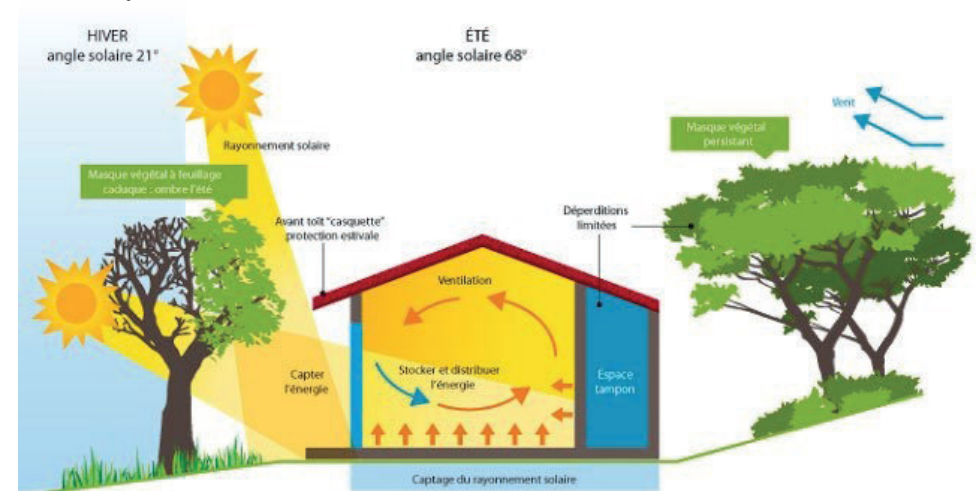 HIVER
angle solaire 21°
ÉTÉ
angle solaire 68°
Rayonnement solaire
Masque végétal à feuillage
caduque : ombre l'été
Avant toît "casquette"
protection estivale
Déperditions
limitées
Masque végétal
persistant
Vent
Ventilation
Capter
l'énergie
Stocker et distribuer
l'énergie
Espace
tampon
Captage du rayonnement solaire